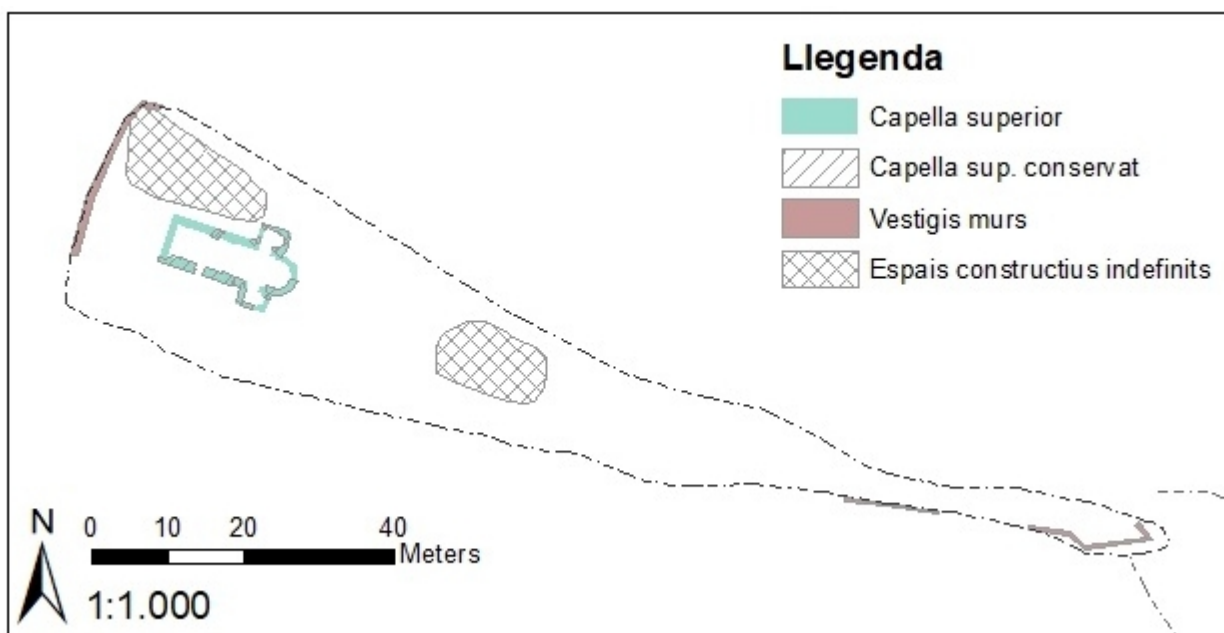 Llegenda
Capella superior
Capella sup. conservat
Vestigis murs
Espais constructius indefinits
N
0 10 20 40
Meters
1:1.000